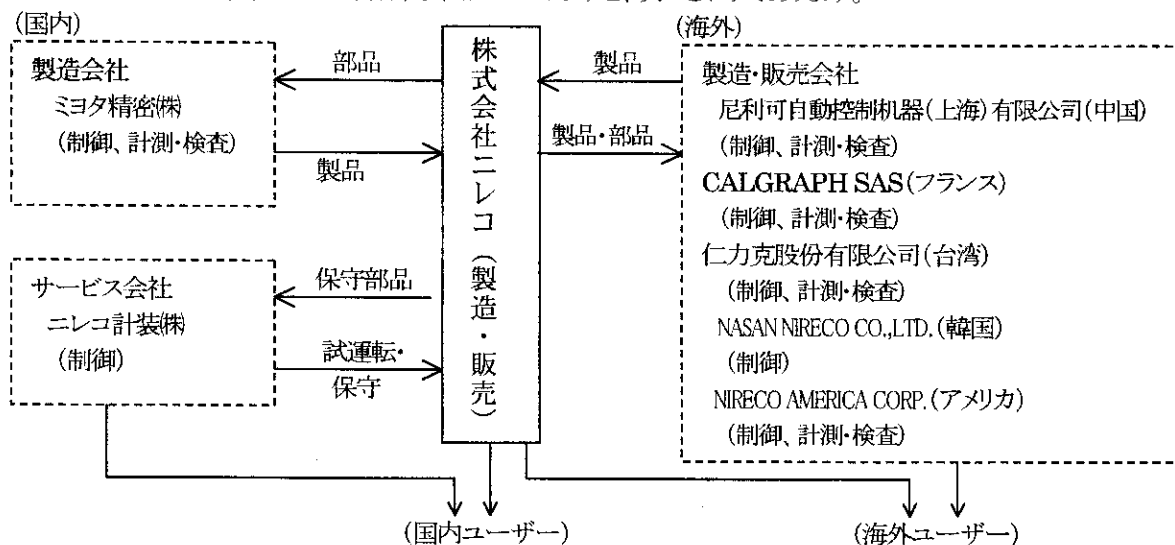 (国内)
製造会社
ミヨタ精密㈱
(制御、計測・検査)
サービス会社
ニレコ計装㈱
(制御)
部品
製品
保守部品
試運転・
保守
株式会社ニレコ(製造・販売)
製品
製品・部品
(海外)
製造・販売会社
尼利可自動控制机器(上海)有限公司(中国)
(制御、計測・検査)
CALGRAPH SAS(フランス)
(制御、計測・検査)
仁力克股份有限公司(台湾)
(制御、計測・検査)
NASAN NIRECO CO.,LTD.(韓国)
(制御)
NIRECO AMERICA CORP.(アメリカ)
(制御、計測・検査)
(国内ユーザー)
(海外ユーザー)